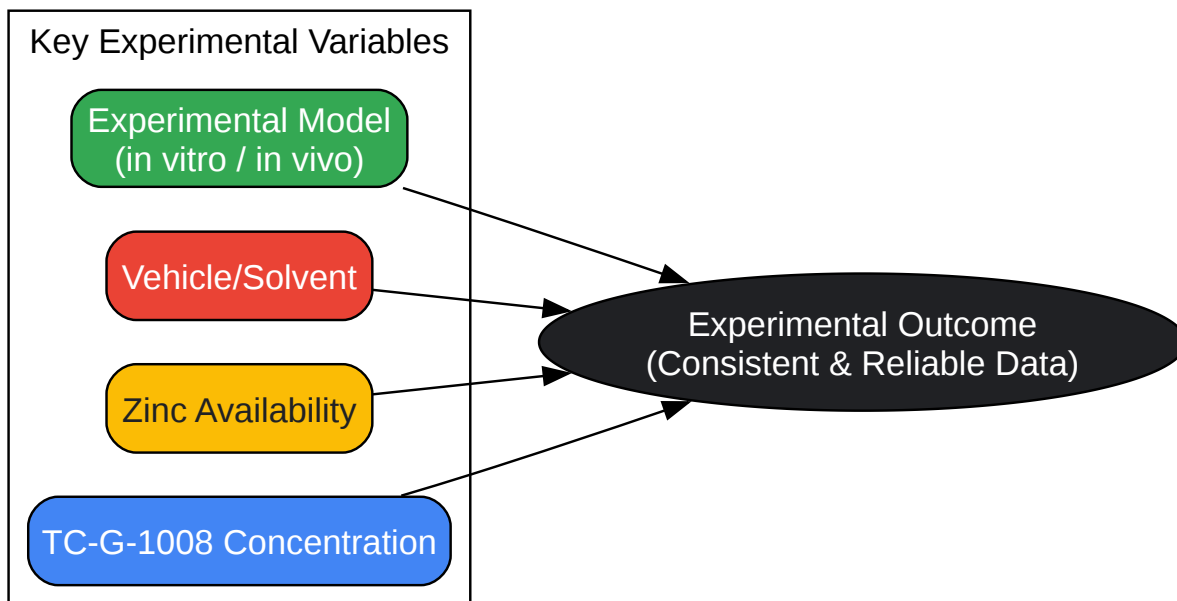 Key Experimental Variables
Experimental Model
(in vitro / in vivo)
Vehicle/Solvent
Zinc Availability
TC-G-1008 Concentration
Experimental Outcome
(Consistent & Reliable Data)